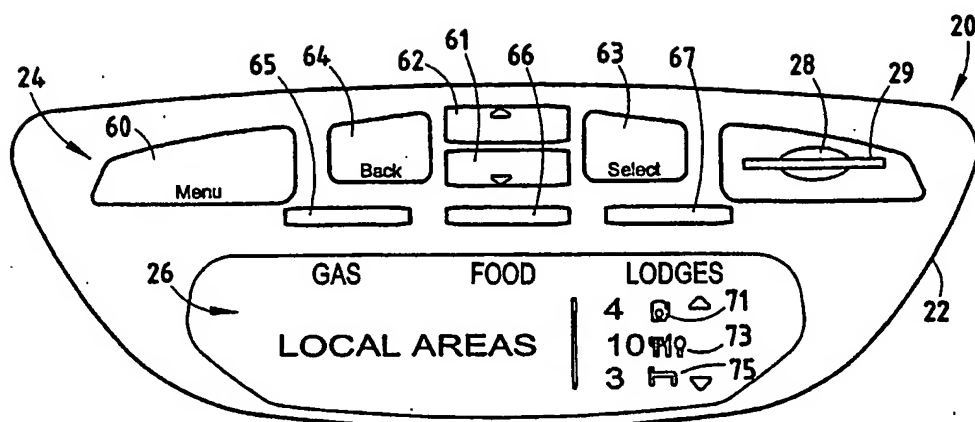 20
61
64 62 66 63 67 28 29
24 65
60
Back Select
Menu
GAS FOOD LODGES
26 4 71 22
LOCAL AREAS 10 73
3 75